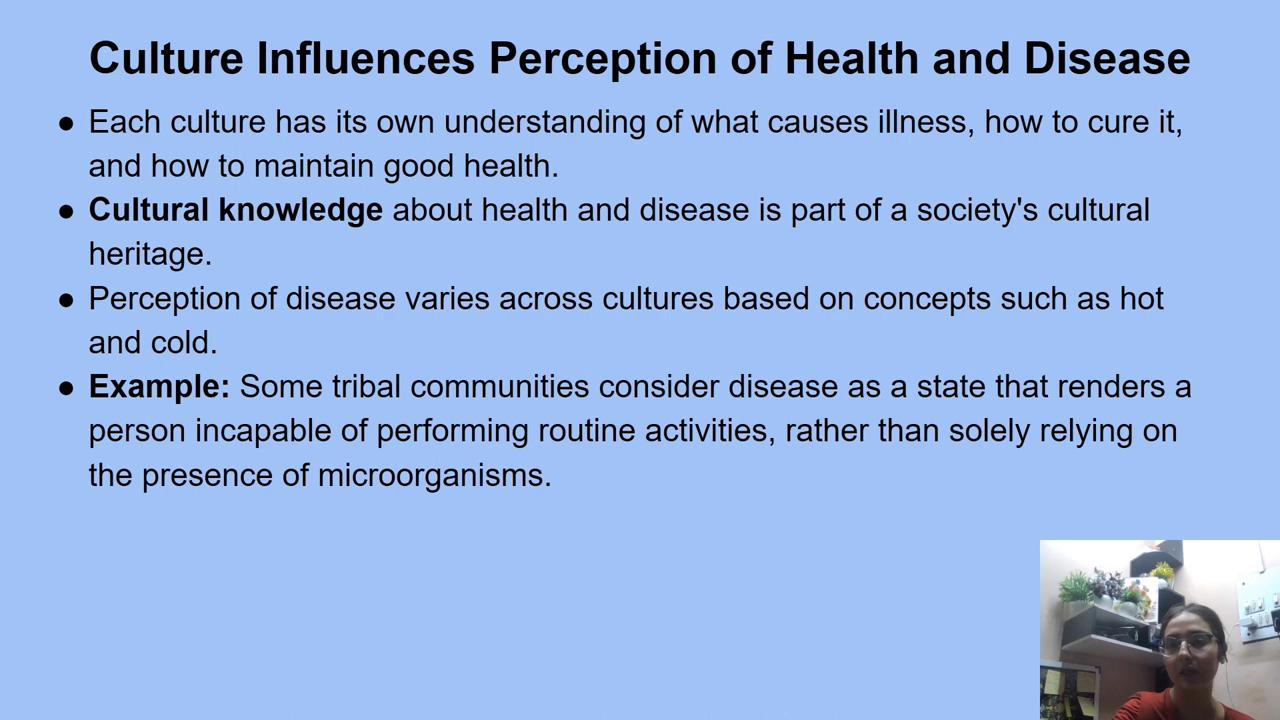 Culture Influences Perception of Health and Disease
● Each culture has its own understanding of what causes illness, how to cure it,
and how to maintain good health.
● Cultural knowledge about health and disease is part of a society's cultural
heritage.
● Perception of disease varies across cultures based on concepts such as hot
and cold.
● Example: Some tribal communities consider disease as a state that renders a
person incapable of performing routine activities, rather than solely relying on
the presence of microorganisms.